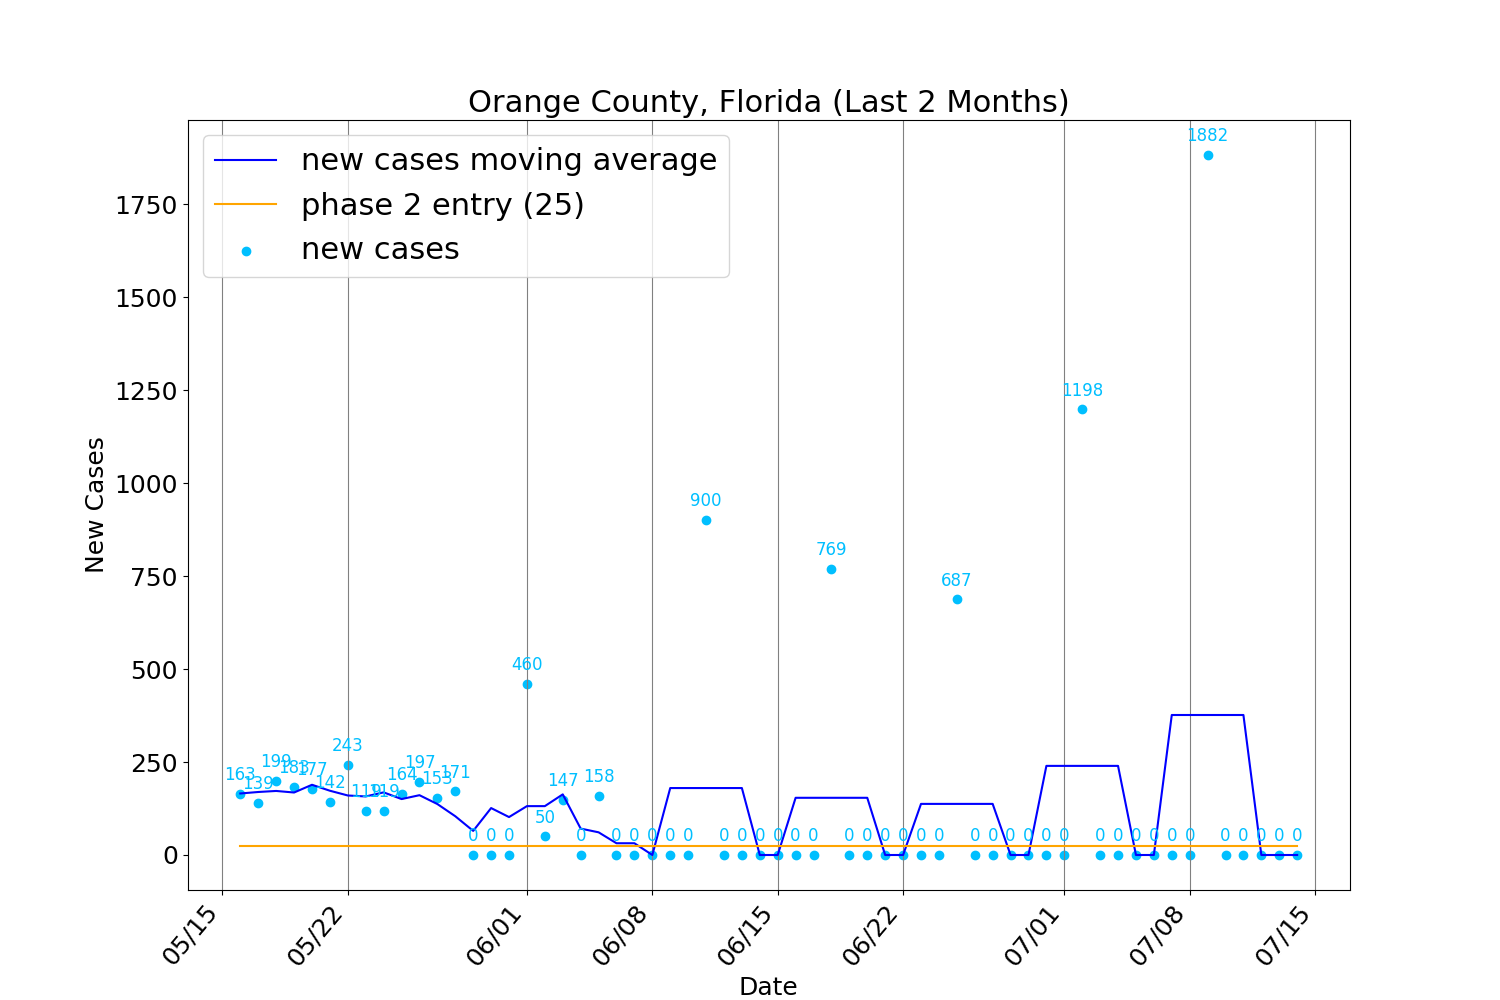 Orange County, Florida (Last 2 Months)
new cases moving average
phase 2 entry (25)
new cases
New Cases
1750
1500
1250
1000
750
500
250
0
1882
1198
900
769
687
460
163 139 199 183 177 142 243 119 119 164 197 153 171
50 147 158
0 0 0 0 0 0 0 0 0 0 0 0 0 0 0 0 0 0 0 0 0 0 0 0 0 0 0 0 0 0 0 0 0 0 0 0 0 0
05/15 05/22 06/01 06/08 06/15 06/22 07/01 07/08 07/15
Date